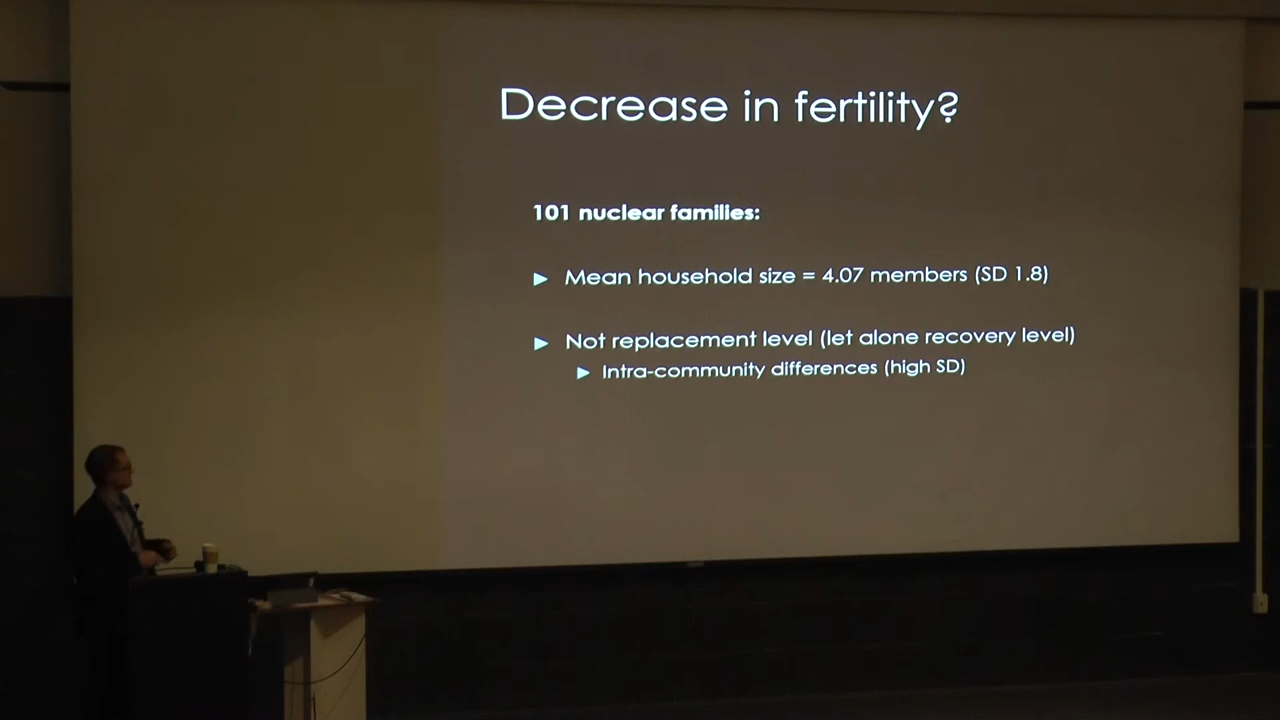 Decrease in fertility?
101 nuclear families:
► Mean household size = 4.07 members (SD 1.8)
► Not replacement level (let alone recovery level)
► Intra-community differences (high SD)